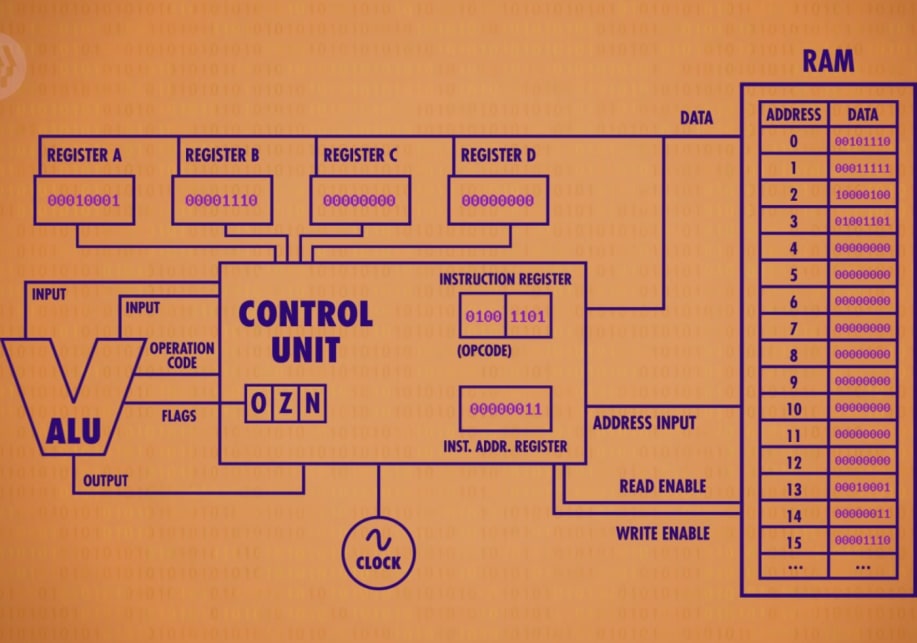 RAM
DATA
ADDRESS DATA
0 00101110
1 00011111
2 10000100
3 01001101
4 00000000
5 00000000
6 00000000
7 00000000
8 00000000
9 00000000
10 00000000
11 00000000
12 00000000
13 00010001
14 00000011
15 00001110
... ...
REGISTER A
00010001
REGISTER B
00001110
REGISTER C
00000000
REGISTER D
00000000
INPUT
INPUT
OPERATION
CODE
FLAGS
ALU
OUTPUT
CONTROL
UNIT
O Z N
INSTRUCTION REGISTER
0100 1101
(OPCODE)
00000011
INST. ADDR. REGISTER
ADDRESS INPUT
READ ENABLE
WRITE ENABLE
CLOCK